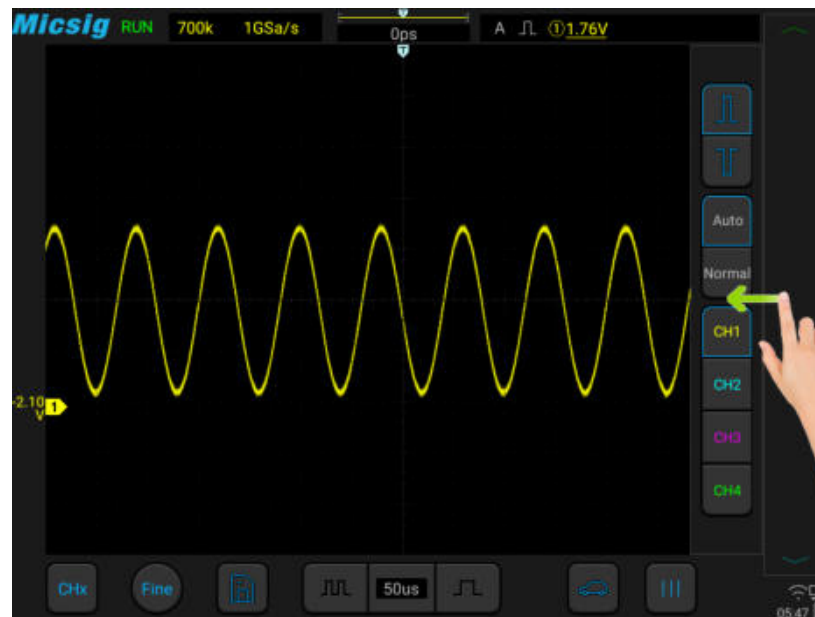 Micsig RUN 700k 1GSa/s 0ps A ①1.76V
T
Auto
Normal
CH1
CH2
CH3
CH4
-2.10
V
1
CHx Fine 50us
05:47